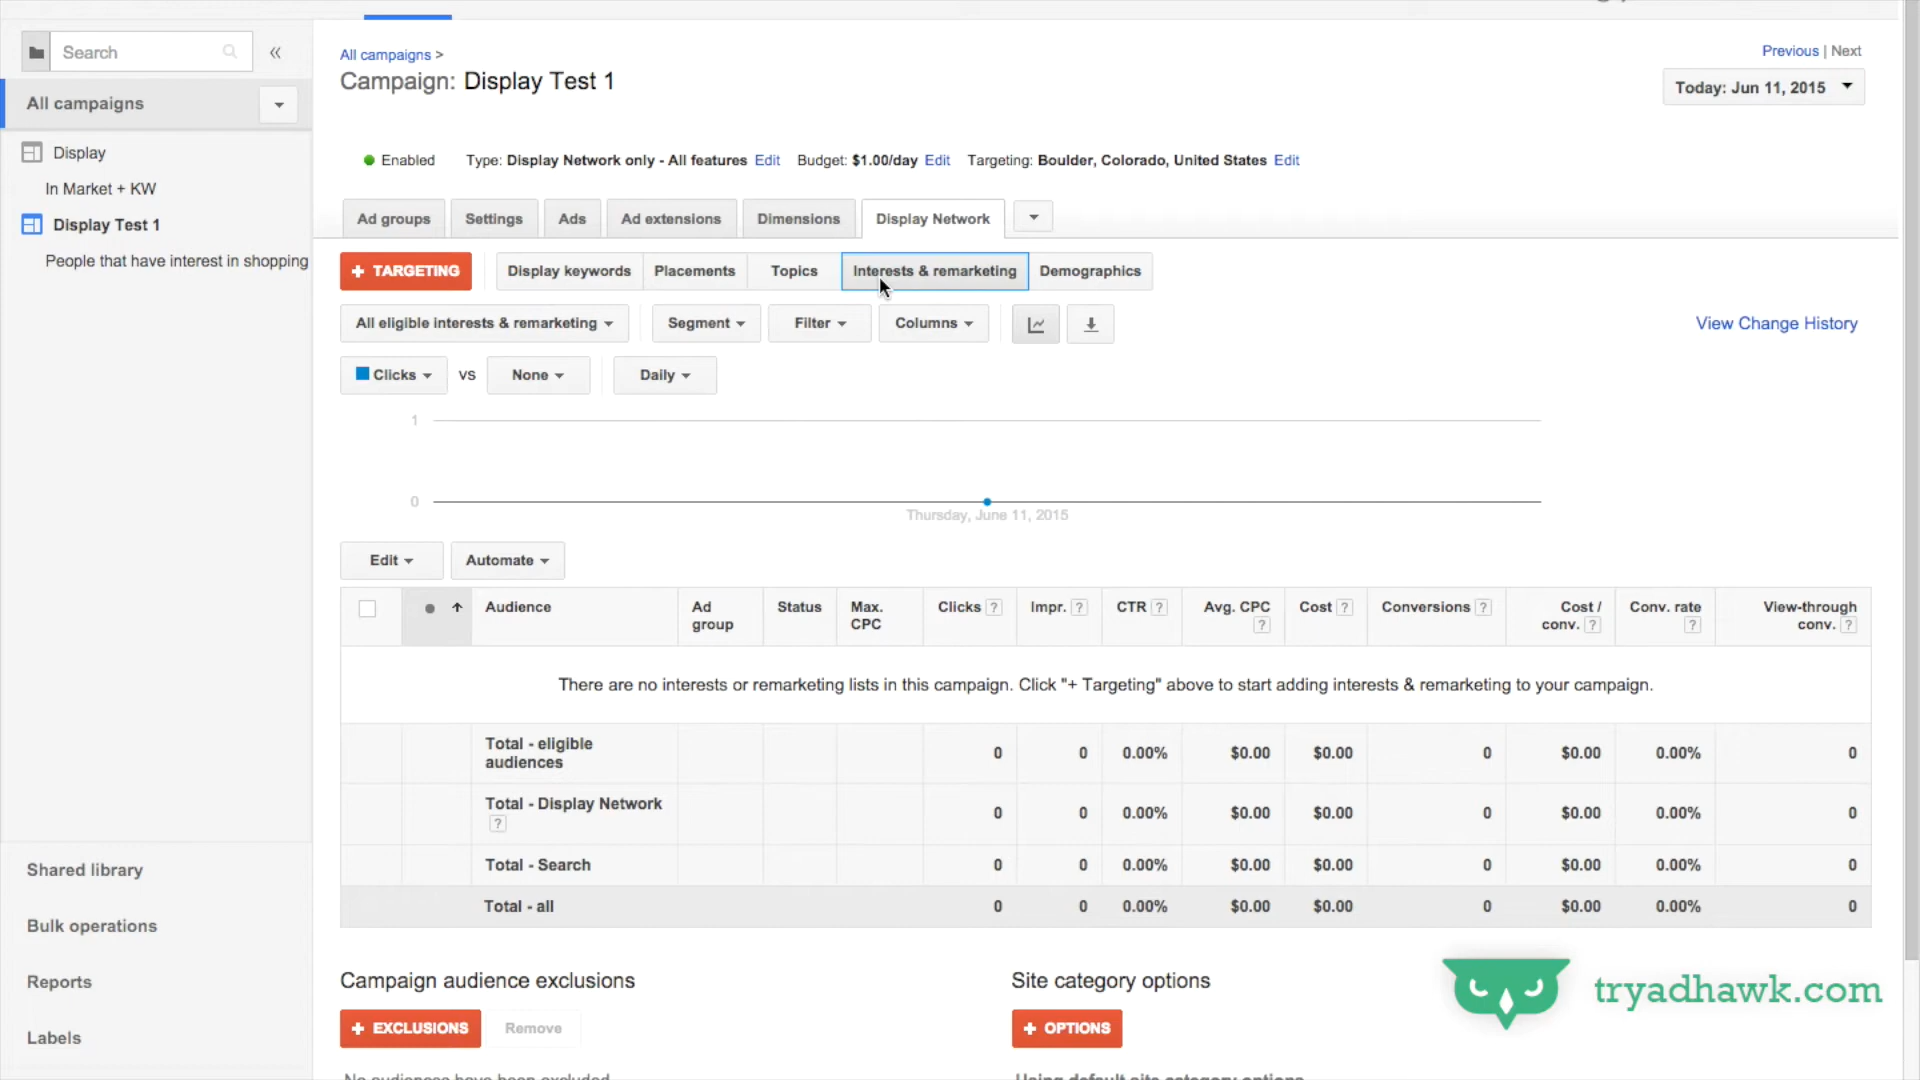 Search
All campaigns >
Previous | Next
Campaign: Display Test 1
Today: Jun 11, 2015
All campaigns
Display
In Market + KW
Display Test 1
People that have interest in shopping
Enabled Type: Display Network only - All features Edit Budget: $1.00/day Edit Targeting: Boulder, Colorado, United States Edit
Ad groups Settings Ads Ad extensions Dimensions Display Network
+ TARGETING Display keywords Placements Topics Interests & remarketing Demographics
All eligible interests & remarketing Segment Filter Columns View Change History
Clicks VS None Daily
1
0
Thursday, June 11, 2015
Edit Automate
Audience Ad group Status Max. CPC Clicks ? Impr. ? CTR ? Avg. CPC ? Cost ? Conversions ? Cost / conv. ? Conv. rate ? View-through conv. ?
There are no interests or remarketing lists in this campaign. Click "+ Targeting" above to start adding interests & remarketing to your campaign.
Total - eligible audiences 0 0 0.00% $0.00 $0.00 0 $0.00 0.00% 0
Total - Display Network ? 0 0 0.00% $0.00 $0.00 0 $0.00 0.00% 0
Total - Search 0 0 0.00% $0.00 $0.00 0 $0.00 0.00% 0
Total - all 0 0 0.00% $0.00 $0.00 0 $0.00 0.00% 0
Shared library
Bulk operations
Reports
Labels
Campaign audience exclusions
+ EXCLUSIONS Remove
No audiences have been excluded
Site category options
+ OPTIONS
Using default site category options
tryadhawk.com